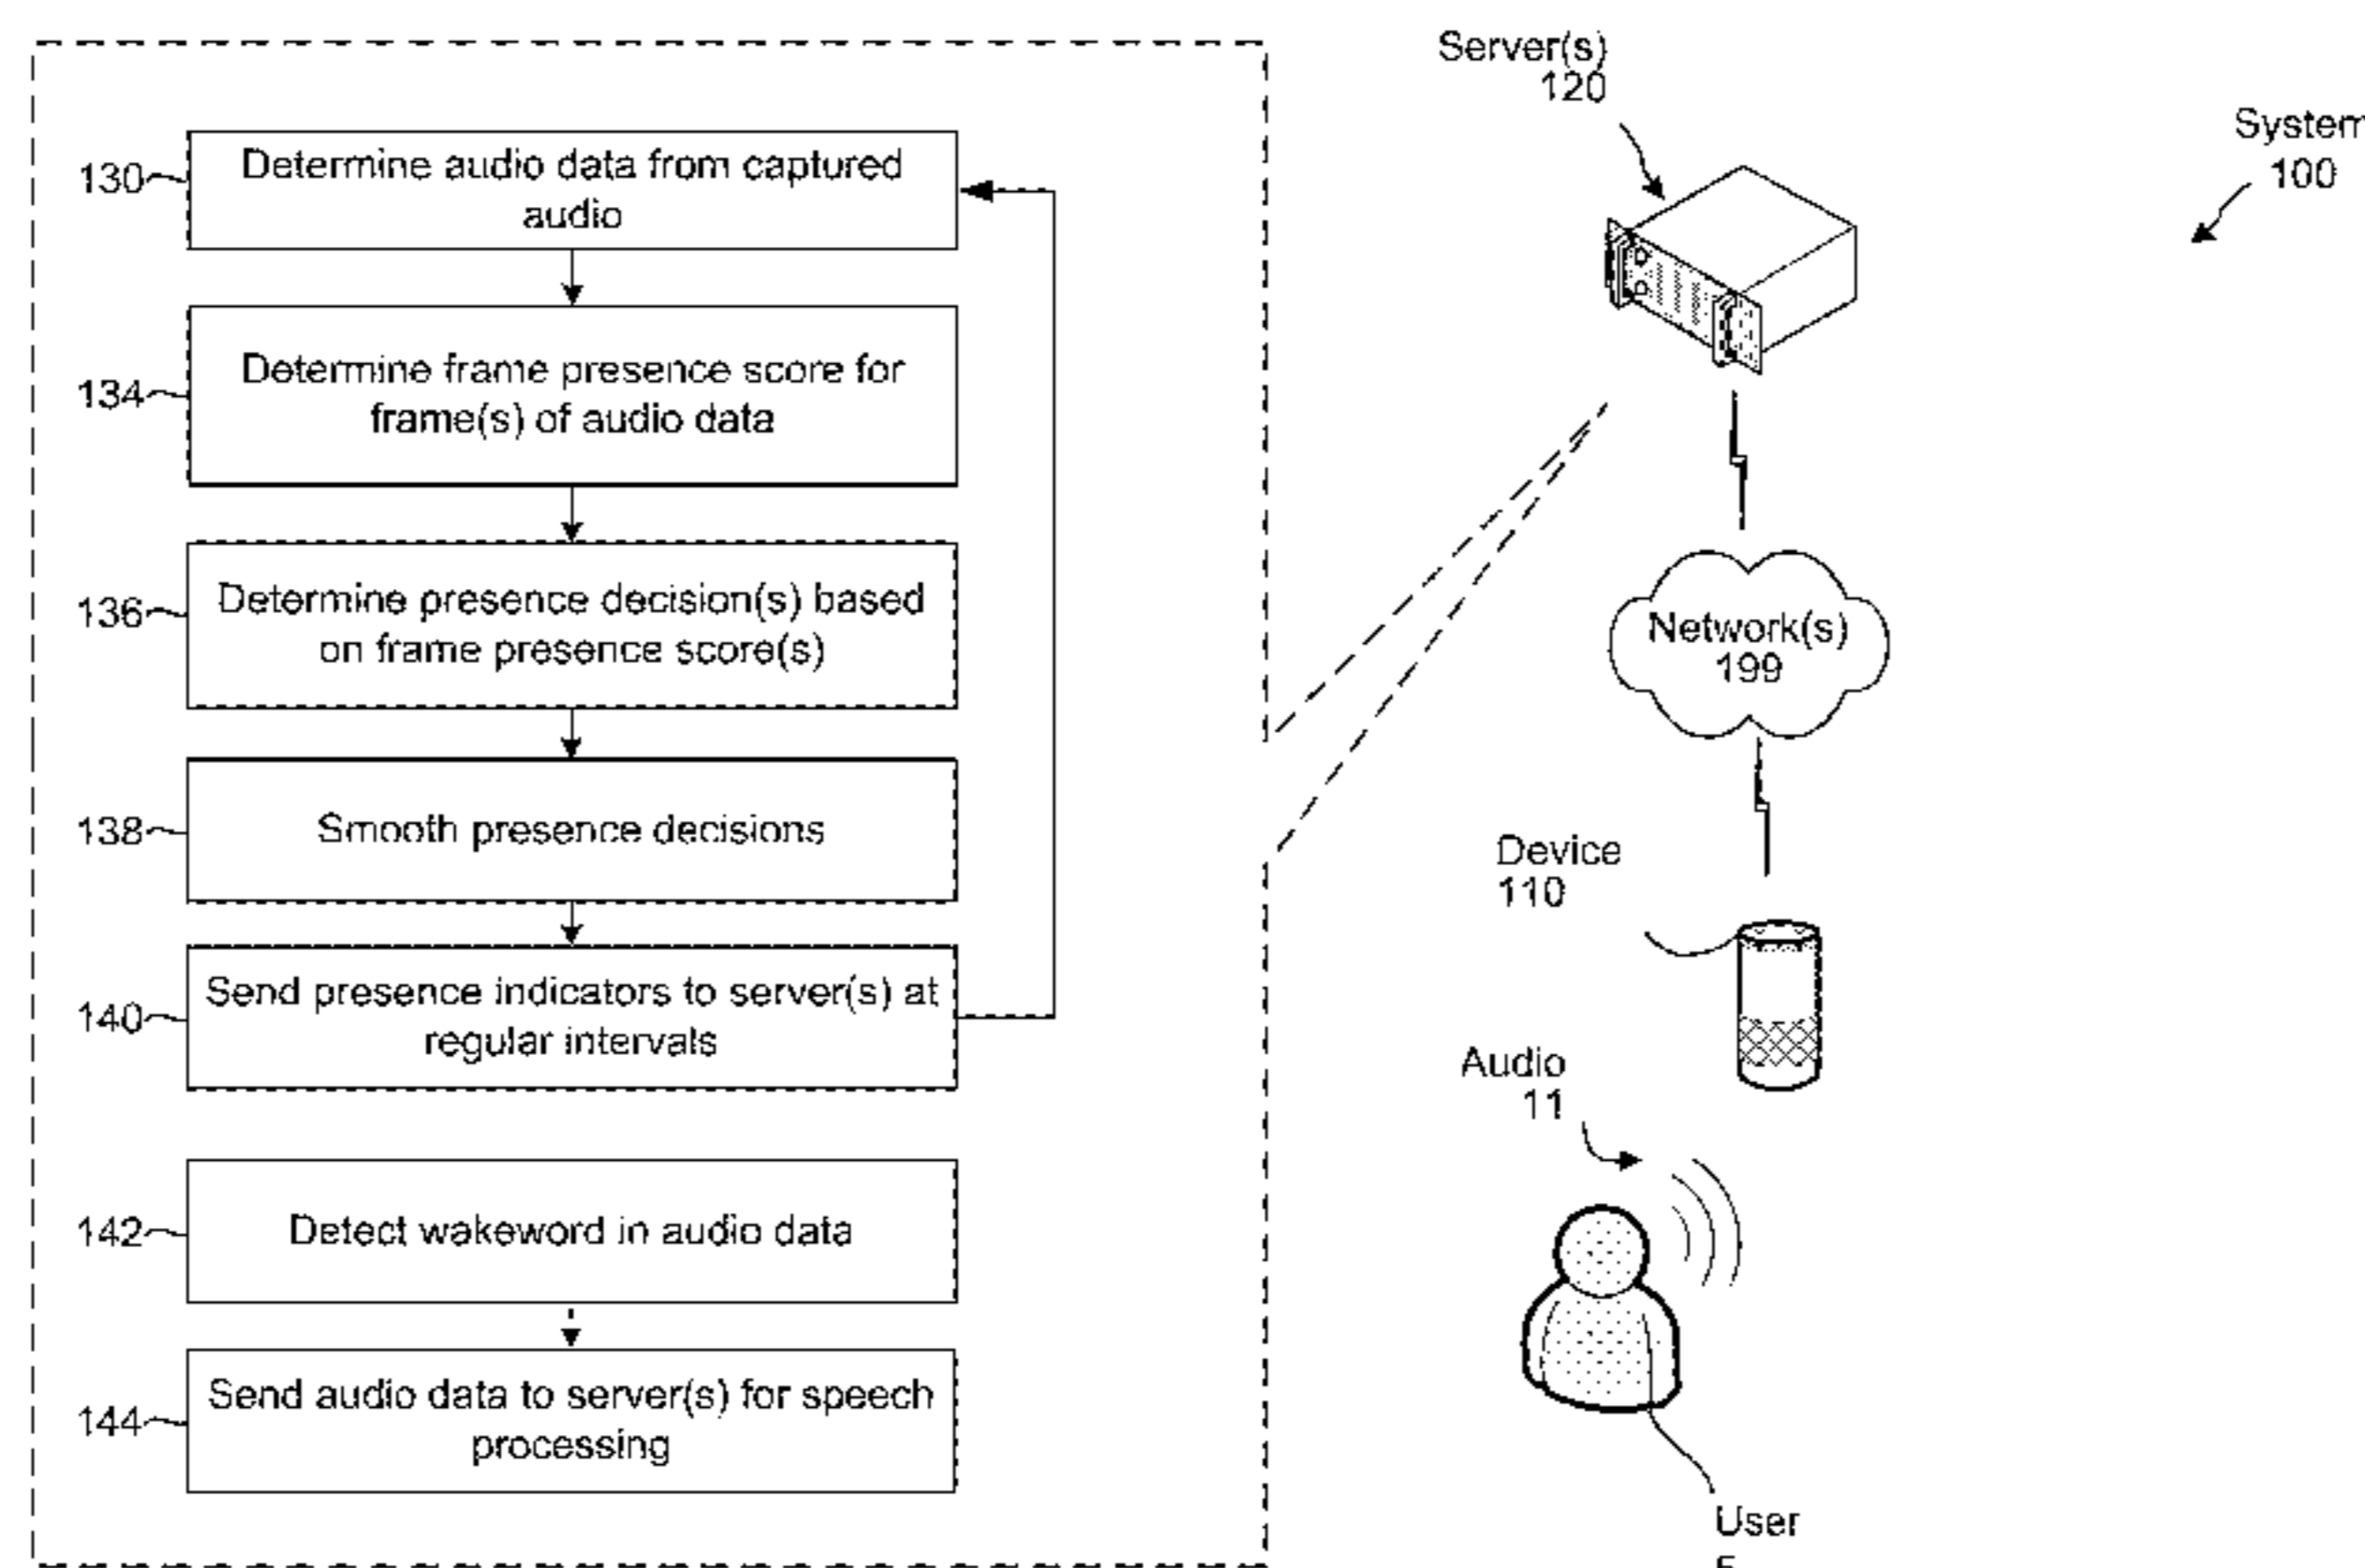 130
Determine audio data from captured
audio
134
Determine frame presence score for
frame(s) of audio data
136
Determine presence decision(s) based
on frame presence score(s)
138
Smooth presence decisions
140
Send presence indicators to server(s) at
regular intervals
142
Detect wakeword in audio data
144
Send audio data to server(s) for speech
processing
Server(s)
120
System
100
Network(s)
199
Device
110
Audio
11
User